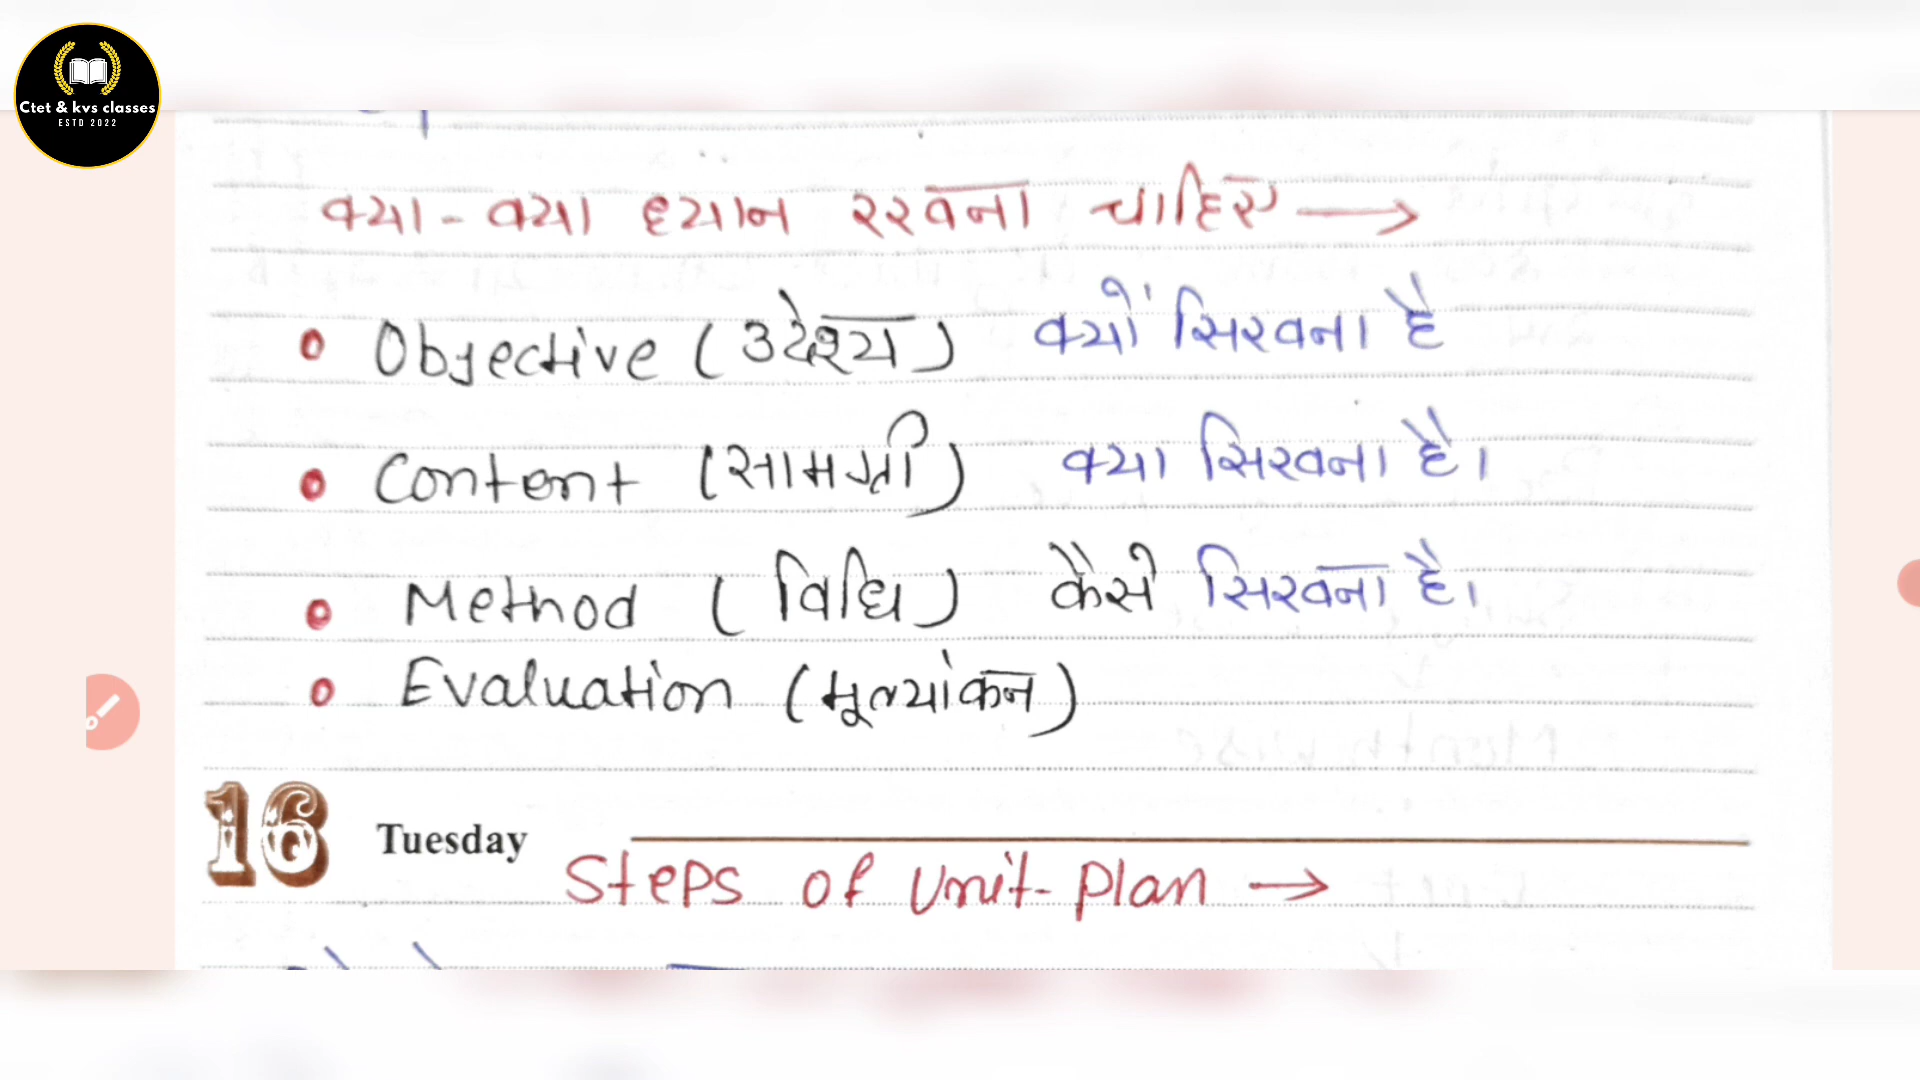 Ctet & kvs classes
ESTD 2022
क्या - क्या ध्यान रखना चाहिए →
Objective (उदेश्य) क्यों सिखना है
Content (सामग्री) क्या सिखना है।
Method (विधि) कैसे सिखना है।
Evaluation (मूल्यांकन)
16 Tuesday
Steps of Unit-Plan →